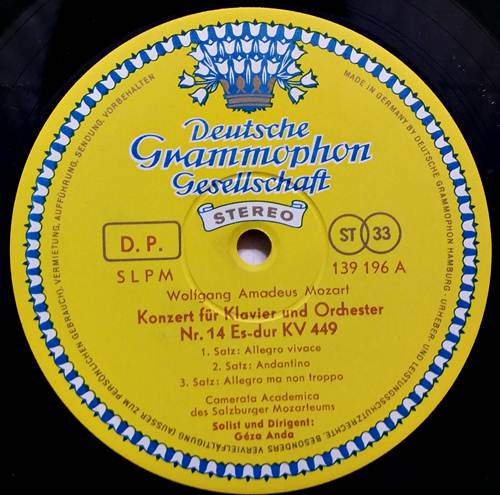 Deutsche
Grammophon
Gesellschaft
STEREO
D. P.
ST 33
SLPM
139 196 A
Wolfgang Amadeus Mozart
Konzert für Klavier und Orchester
Nr. 14 Es-dur KV 449
1. Satz: Allegro vivace
2. Satz: Andantino
3. Satz: Allegro ma non troppo
Camerata Academica
des Salzburger Mozarteums
Solist und Dirigent:
Géza Anda
MADE IN GERMANY BY DEUTSCHE GRAMMOPHON HAMBURG · URHEBER- UND LEISTUNGSSCHUTZRECHTE, BESONDERS VERVIELFÄLTIGUNG (AUSSER ZUM PERSÖNLICHEN GEBRAUCH), VERMIETUNG, AUFFÜHRUNG, SENDUNG, VORBEHALTEN